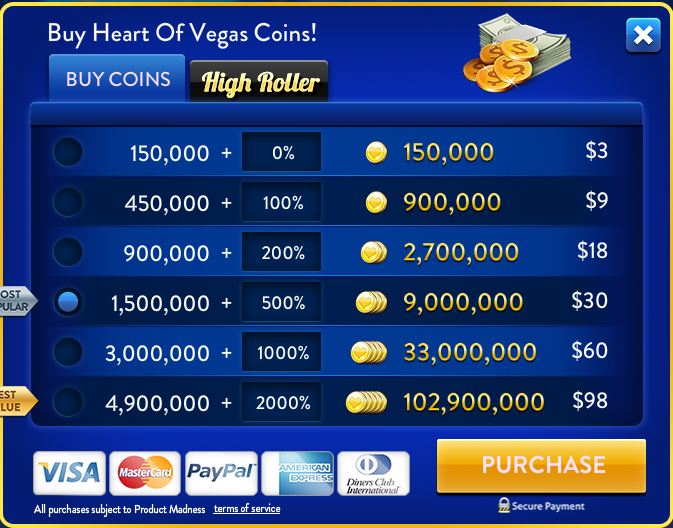 Buy Heart Of Vegas Coins!
BUY COINS
High Roller
150,000 + 0% 150,000 $3
450,000 + 100% 900,000 $9
900,000 + 200% 2,700,000 $18
1,500,000 + 500% 9,000,000 $30
3,000,000 + 1000% 33,000,000 $60
4,900,000 + 2000% 102,900,000 $98
VISA
MasterCard
PayPal
AMERICAN
EXPRESS
Diners Club
International
PURCHASE
Secure Payment
All purchases subject to Product Madness terms of service